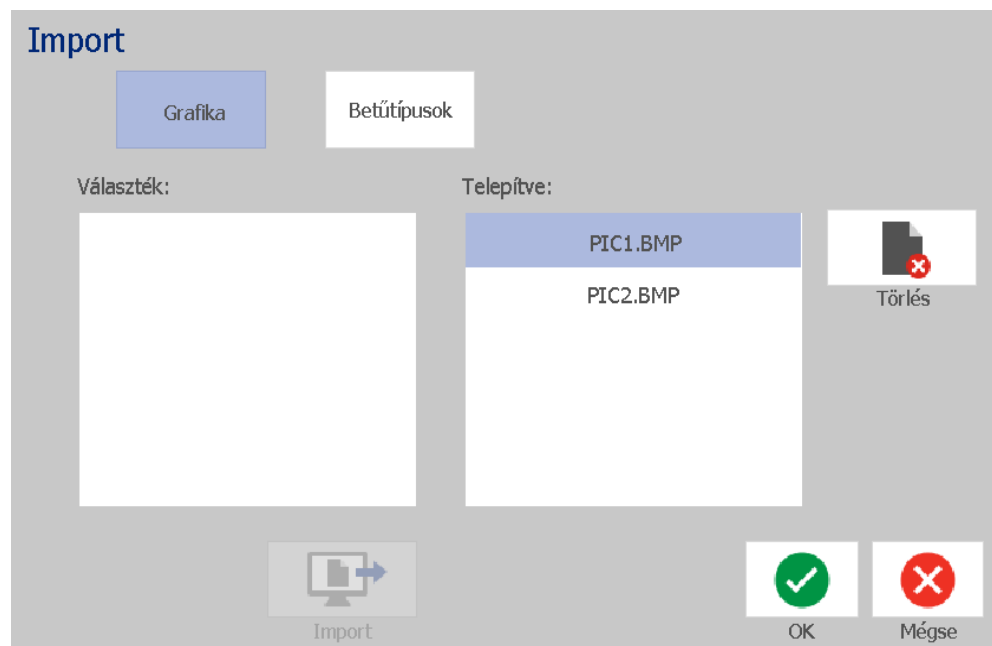 Import
Grafika
Betűtípusok
Választék:
Telepítve:
PIC1.BMP
PIC2.BMP
Törlés
Import
OK
Mégse